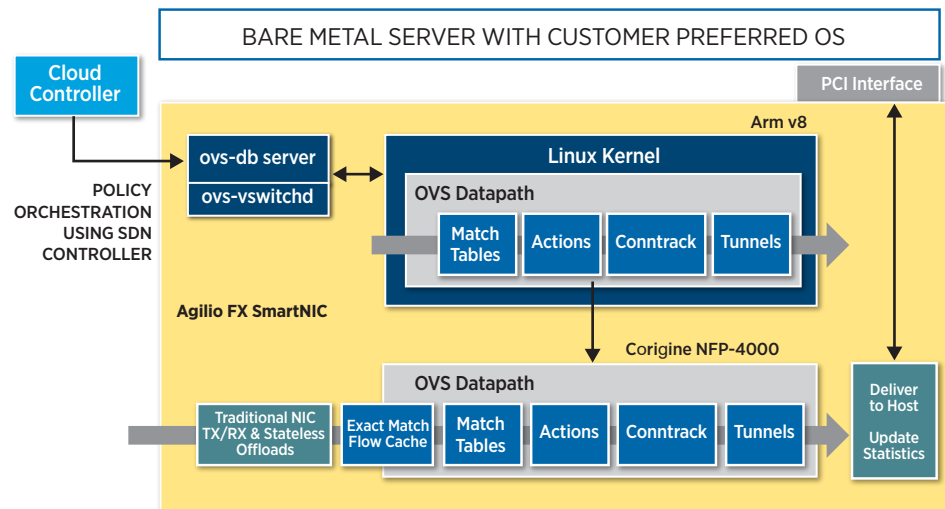 BARE METAL SERVER WITH CUSTOMER PREFERRED OS
Cloud
Controller
PCI Interface
Arm v8
ovs-db server
ovs-vswitchd
Linux Kernel
OVS Datapath
Match
Tables
Actions
Conntrack
Tunnels
POLICY
ORCHESTRATION
USING SDN
CONTROLLER
Agilio FX SmartNIC
Corigine NFP-4000
OVS Datapath
Traditional NIC
TX/RX & Stateless
Offloads
Exact Match
Flow Cache
Match
Tables
Actions
Conntrack
Tunnels
Deliver
to Host
Update
Statistics